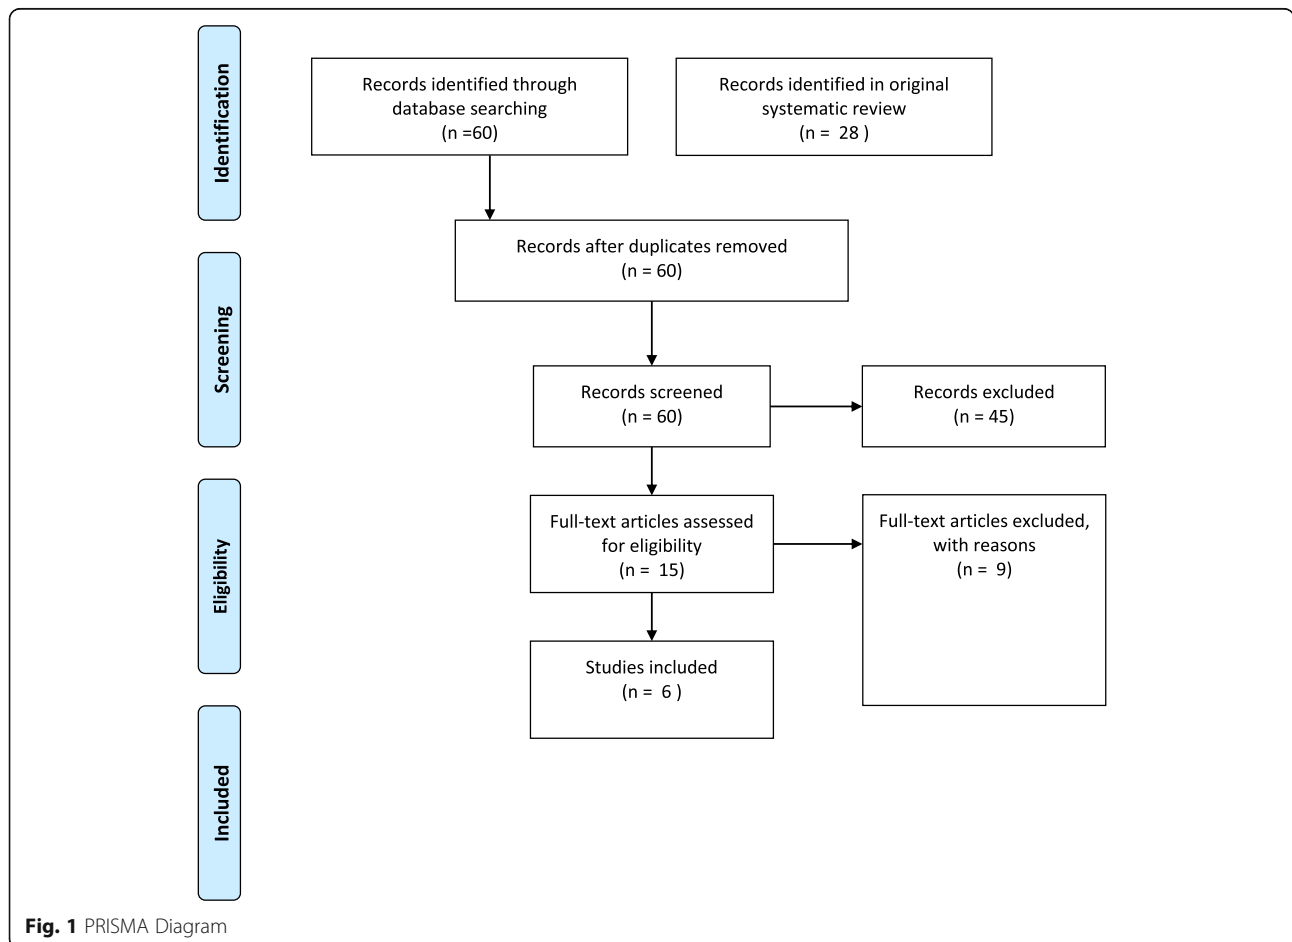 Identification
Records identified through
database searching
(n =60)
Records identified in original
systematic review
(n = 28 )
Records after duplicates removed
(n = 60)
Screening
Records screened
(n = 60)
Records excluded
(n = 45)
Eligibility
Full-text articles assessed
for eligibility
(n = 15)
Full-text articles excluded,
with reasons
(n = 9)
Studies included
(n = 6 )
Included
Fig. 1 PRISMA Diagram